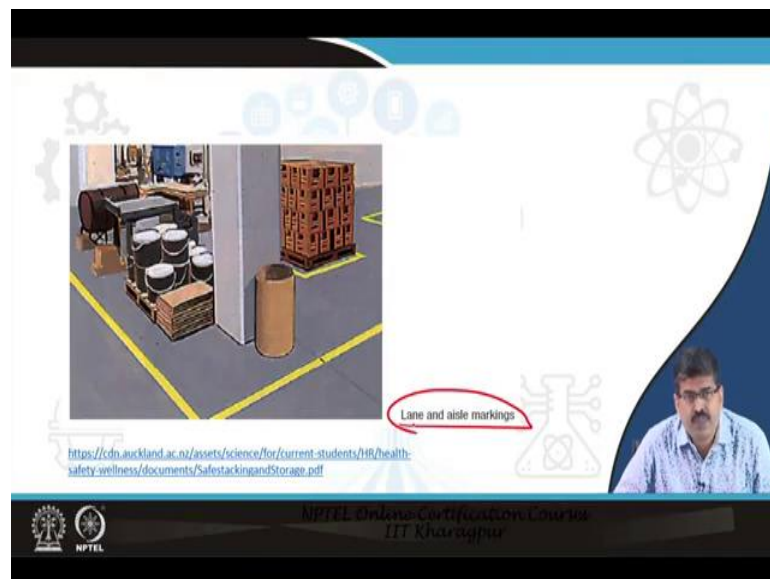 Lane and aisle markings
https://cdn.auckland.ac.nz/assets/science/for/current-students/HR/health-
safety-wellness/documents/SafestackingandStorage.pdf
NPTEL Online Certification Courses
IIT Kharagpur
NPTEL